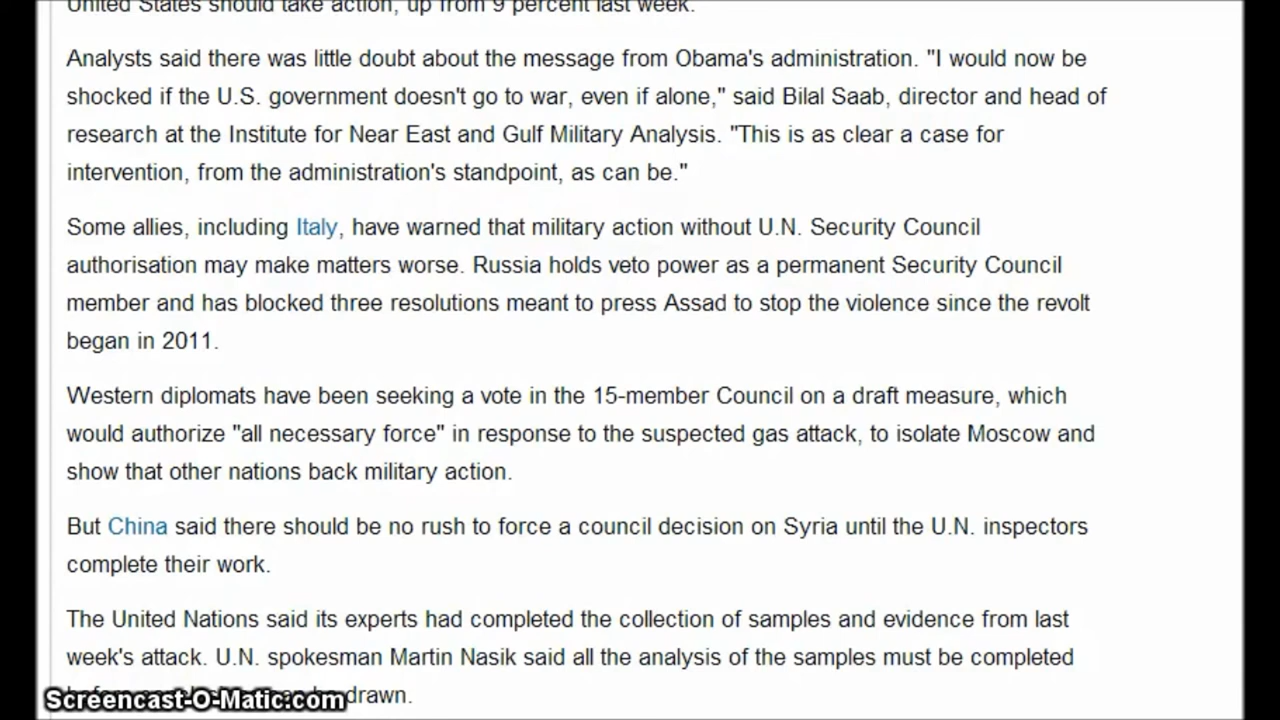 United States should take action, up from 9 percent last week.
Analysts said there was little doubt about the message from Obama's administration. "I would now be
shocked if the U.S. government doesn't go to war, even if alone," said Bilal Saab, director and head of
research at the Institute for Near East and Gulf Military Analysis. "This is as clear a case for
intervention, from the administration's standpoint, as can be."
Some allies, including Italy, have warned that military action without U.N. Security Council
authorisation may make matters worse. Russia holds veto power as a permanent Security Council
member and has blocked three resolutions meant to press Assad to stop the violence since the revolt
began in 2011.
Western diplomats have been seeking a vote in the 15-member Council on a draft measure, which
would authorize "all necessary force" in response to the suspected gas attack, to isolate Moscow and
show that other nations back military action.
But China said there should be no rush to force a council decision on Syria until the U.N. inspectors
complete their work.
The United Nations said its experts had completed the collection of samples and evidence from last
week's attack. U.N. spokesman Martin Nasik said all the analysis of the samples must be completed
drawn.
Screencast-O-Matic.com